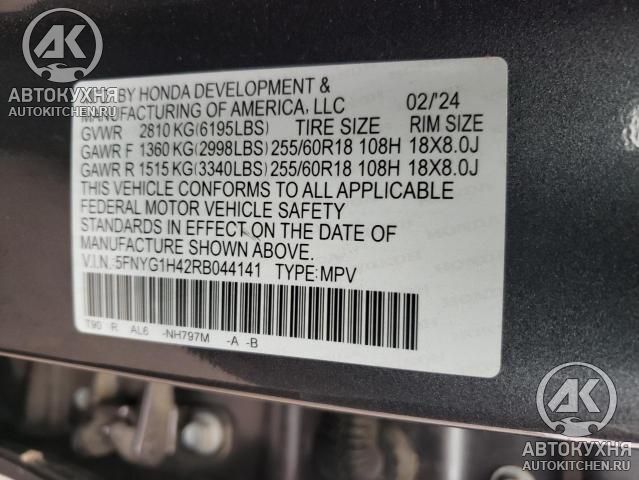 АК
АВТОКУХНЯ
AUTOKITCHEN.RU
BY HONDA DEVELOPMENT &
MANUFACTURING OF AMERICA, LLC 02/'24
GVWR 2810 KG(6195LBS) TIRE SIZE RIM SIZE
GAWR F 1360 KG(2998LBS) 255/60R18 108H 18X8.0J
GAWR R 1515 KG(3340LBS) 255/60R18 108H 18X8.0J
THIS VEHICLE CONFORMS TO ALL APPLICABLE
FEDERAL MOTOR VEHICLE SAFETY
STANDARDS IN EFFECT ON THE DATE OF
MANUFACTURE SHOWN ABOVE.
V.I.N.:5FNYG1H42RB044141 TYPE:MPV
T90 R AL6 -NH797M -A -B
АК
АВТОКУХНЯ
AUTOKITCHEN.RU